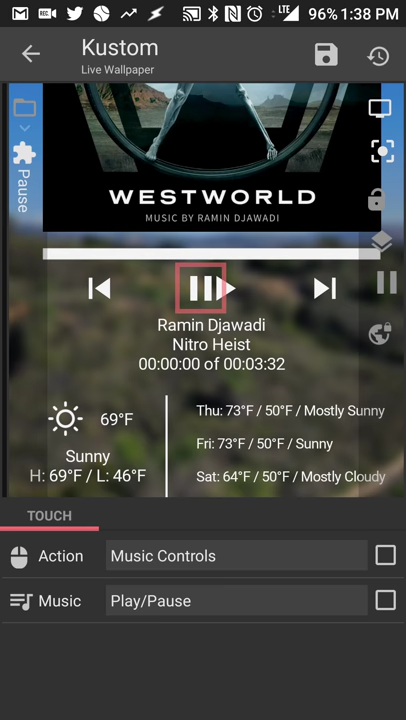 REC
LTE
96% 1:38 PM
Kustom
Live Wallpaper
Pause
WESTWORLD
MUSIC BY RAMIN DJAWADI
Ramin Djawadi
Nitro Heist
00:00:00 of 00:03:32
69°F
Sunny
H: 69°F / L: 46°F
Thu: 73°F / 50°F / Mostly Sunny
Fri: 73°F / 50°F / Sunny
Sat: 64°F / 50°F / Mostly Cloudy
TOUCH
Action Music Controls
Music Play/Pause